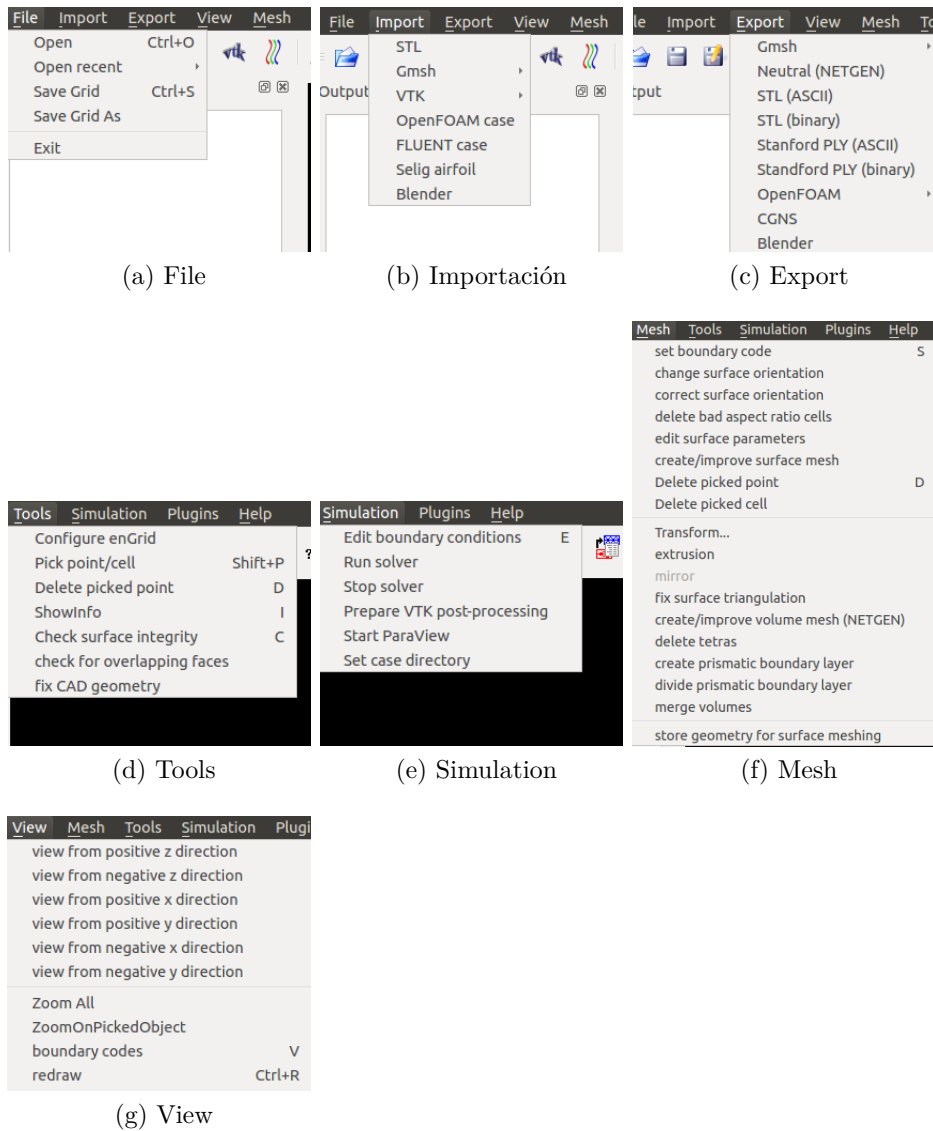 File Import Export View Mesh
Open Ctrl+O
Open recent
Save Grid Ctrl+S
Save Grid As
Exit
vtk
(a) File
File Import Export View Mesh
STL
Gmsh
VTK
OpenFOAM case
FLUENT case
Selig airfoil
Blender
Output
vtk
(b) Importación
le Import Export View Mesh To
Gmsh
Neutral (NETGEN)
STL (ASCII)
STL (binary)
Stanford PLY (ASCII)
Standford PLY (binary)
OpenFOAM
CGNS
Blender
tput
(c) Export
Tools Simulation Plugins Help
Configure enGrid
Pick point/cell Shift+P
Delete picked point D
ShowInfo I
Check surface integrity C
check for overlapping faces
fix CAD geometry
?
(d) Tools
Simulation Plugins Help
Edit boundary conditions E
Run solver
Stop solver
Prepare VTK post-processing
Start ParaView
Set case directory
(e) Simulation
Mesh Tools Simulation Plugins Help
set boundary code S
change surface orientation
correct surface orientation
delete bad aspect ratio cells
edit surface parameters
create/improve surface mesh
Delete picked point D
Delete picked cell
Transform...
extrusion
mirror
fix surface triangulation
create/improve volume mesh (NETGEN)
delete tetras
create prismatic boundary layer
divide prismatic boundary layer
merge volumes
store geometry for surface meshing
(f) Mesh
View Mesh Tools Simulation Plugi
view from positive z direction
view from negative z direction
view from positive x direction
view from positive y direction
view from negative x direction
view from negative y direction
Zoom All
ZoomOnPickedObject
boundary codes V
redraw Ctrl+R
(g) View